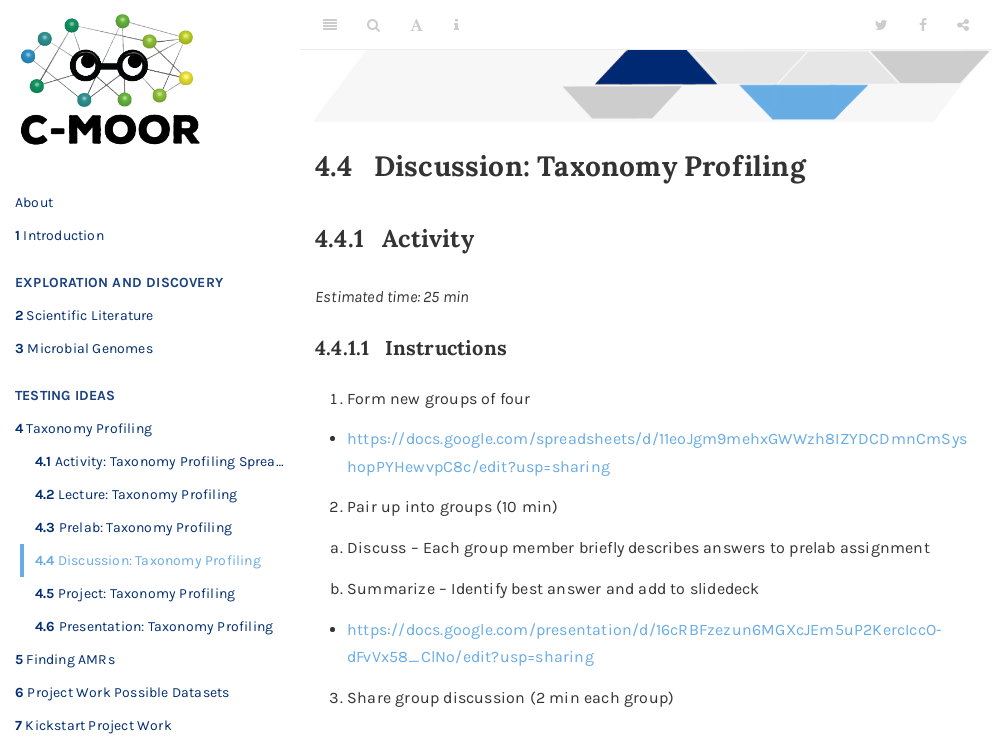 C-MOOR
About
1 Introduction
EXPLORATION AND DISCOVERY
2 Scientific Literature
3 Microbial Genomes
TESTING IDEAS
4 Taxonomy Profiling
4.1 Activity: Taxonomy Profiling Sprea…
4.2 Lecture: Taxonomy Profiling
4.3 Prelab: Taxonomy Profiling
4.4 Discussion: Taxonomy Profiling
4.5 Project: Taxonomy Profiling
4.6 Presentation: Taxonomy Profiling
5 Finding AMRs
6 Project Work Possible Datasets
7 Kickstart Project Work
A
4.4 Discussion: Taxonomy Profiling
4.4.1 Activity
Estimated time: 25 min
4.4.1.1 Instructions
1. Form new groups of four
• https://docs.google.com/spreadsheets/d/11eoJgm9mehxGWWzh8IZYDCDmnCmSys
hopPYHewvpC8c/edit?usp=sharing
2. Pair up into groups (10 min)
a. Discuss – Each group member briefly describes answers to prelab assignment
b. Summarize – Identify best answer and add to slidedeck
• https://docs.google.com/presentation/d/16cRBFzezun6MGXcJEm5uP2KercIccO-
dFvVx58_ClNo/edit?usp=sharing
3. Share group discussion (2 min each group)